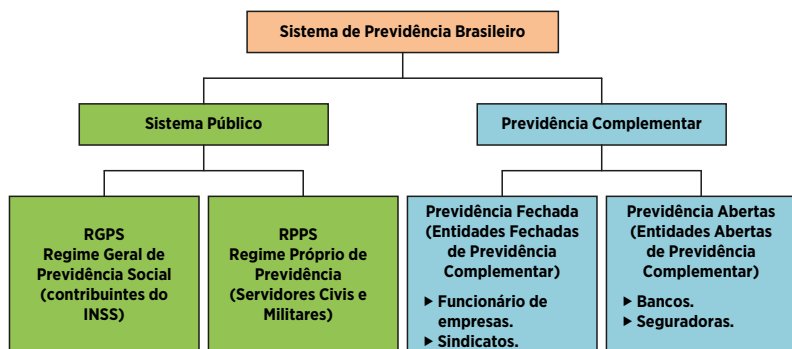 Sistema de Previdência Brasileiro
Sistema Público
Previdência Complementar
RGPS
Regime Geral de
Previdência Social
(contribuintes do
INSS)
RPPS
Regime Próprio de
Previdência
(Servidores Civis e
Militares)
Previdência Fechada
(Entidades Fechadas
de Previdência
Complementar)
▶ Funcionário de
empresas.
▶ Sindicatos.
Previdência Abertas
(Entidades Abertas
de Previdência
Complementar)
▶ Bancos.
▶ Seguradoras.